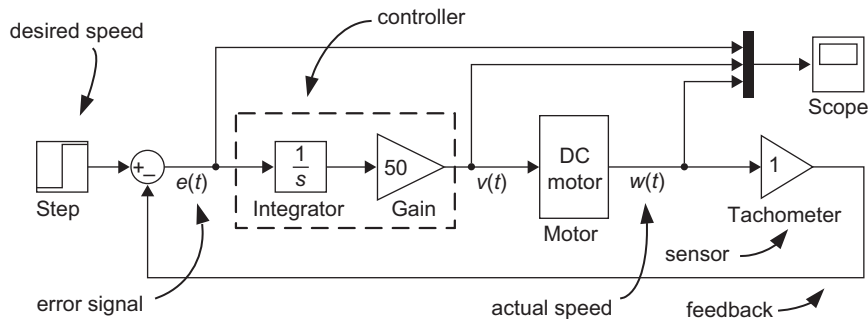 controller
desired speed
Scope
+
–
1
s
50
DC
motor
1
e(t)
v(t)
w(t)
Step
Integrator
Gain
Motor
Tachometer
sensor
error signal
actual speed
feedback